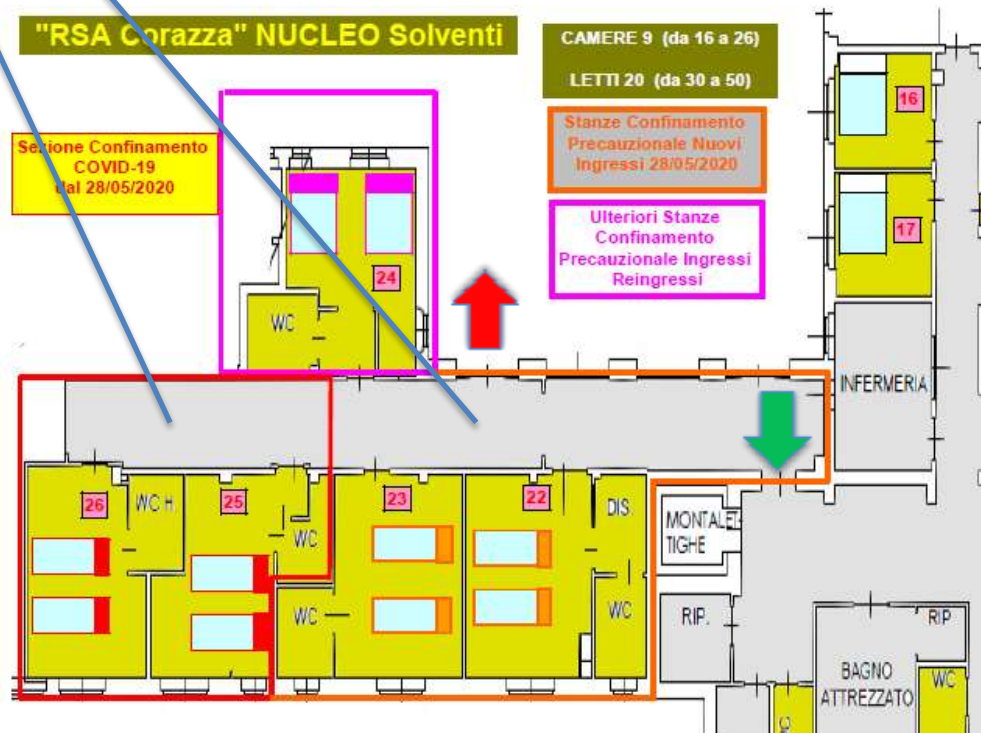 "RSA Corazza" NUCLEO Solventi
CAMERE 9 (da 16 a 26)
LETTI 20 (da 30 a 50)
Sezione Confinamento
COVID-19
dal 28/05/2020
Stanze Confinamento
Precauzionale Nuovi
Ingressi 28/05/2020
Ulteriori Stanze
Confinamento
Precauzionale Ingressi
Reingressi
16
17
24
WC
INFERMERIA
26
WC H
25
WC
23
WC
22
DIS.
WC
MONTALET-
TIGHE
RIP.
RIP
BAGNO
ATTREZZATO
WC